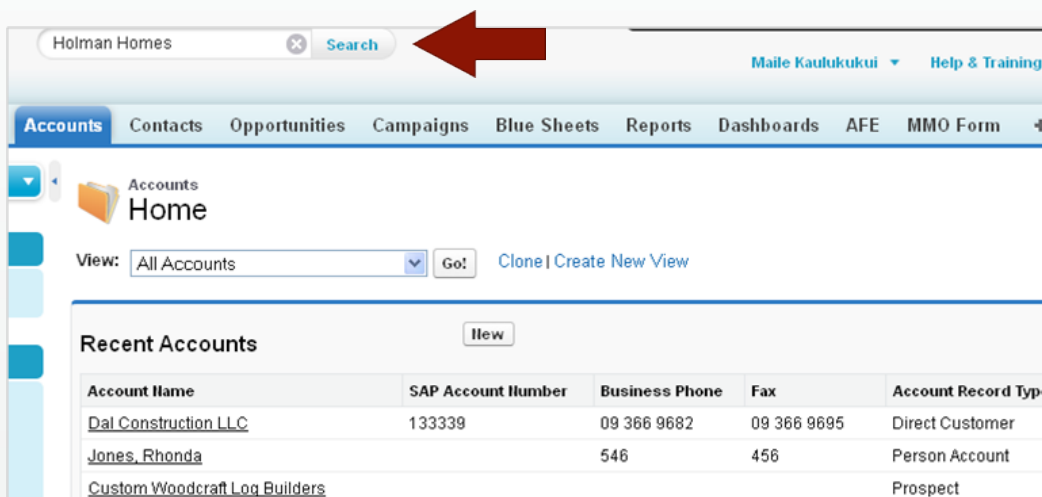 Holman Homes Search
Maile Kaulukukui Help & Training
Accounts Contacts Opportunities Campaigns Blue Sheets Reports Dashboards AFE MMO Form
Accounts
Home
View: All Accounts Go! Clone | Create New View
Recent Accounts New
Account Name SAP Account Number Business Phone Fax Account Record Typ
Dal Construction LLC 133339 09 366 9682 09 366 9695 Direct Customer
Jones, Rhonda 546 456 Person Account
Custom Woodcraft Log Builders Prospect